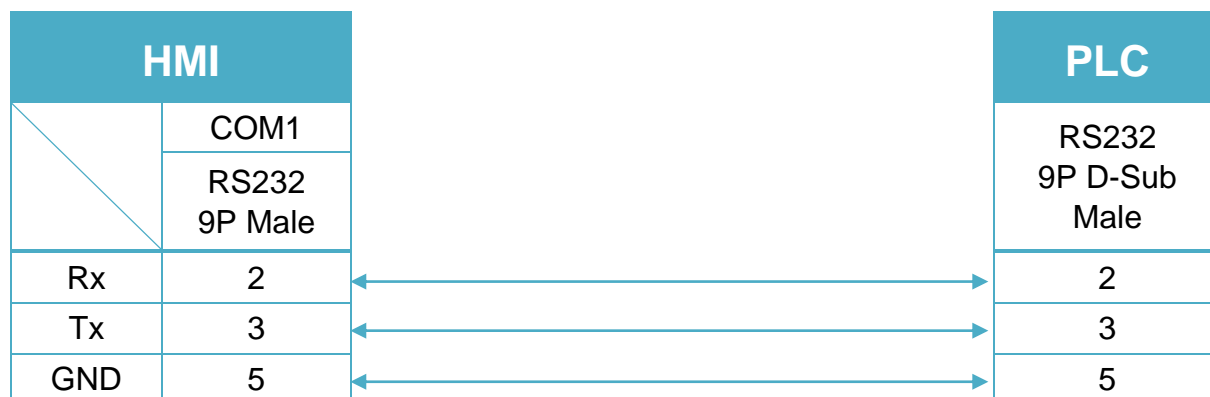 HMI
PLC
COM1
RS232
9P Male
RS232
9P D-Sub
Male
Rx 2 2
Tx 3 3
GND 5 5